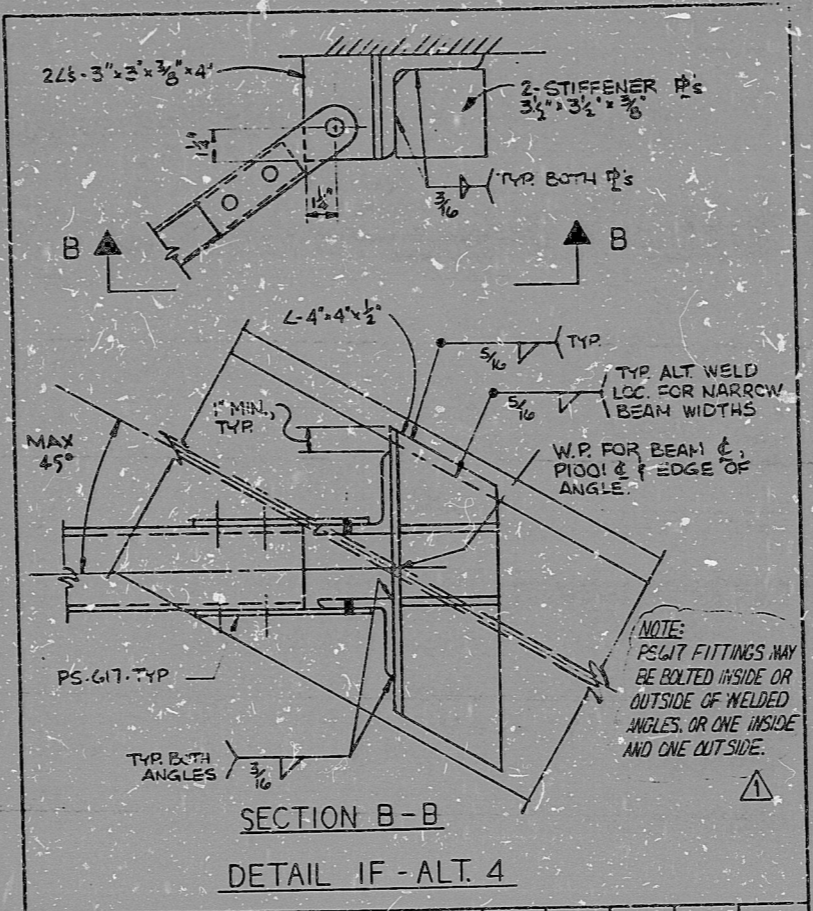 2∠'s-3"x3"x3/8"x4"
2-STIFFENER ℙ's
3½"x3½"x3/8"
1¼"
TYP. BOTH ℙ's
3/16
B
B
∠-4"x4"x½"
5/16
TYP.
TYP. ALT WELD
LOC. FOR NARROW
BEAM WIDTHS
5/16
1" MIN.,
TYP.
MAX
45°
W.P. FOR BEAM ℄,
P1001 ℄ & EDGE OF
ANGLE.
PS-617-TYP
NOTE:
PS617 FITTINGS MAY
BE BOLTED INSIDE OR
OUTSIDE OF WELDED
ANGLES, OR ONE INSIDE
AND ONE OUTSIDE.
1
TYP. BOTH
ANGLES
3/16
SECTION B-B
DETAIL 1F - ALT. 4